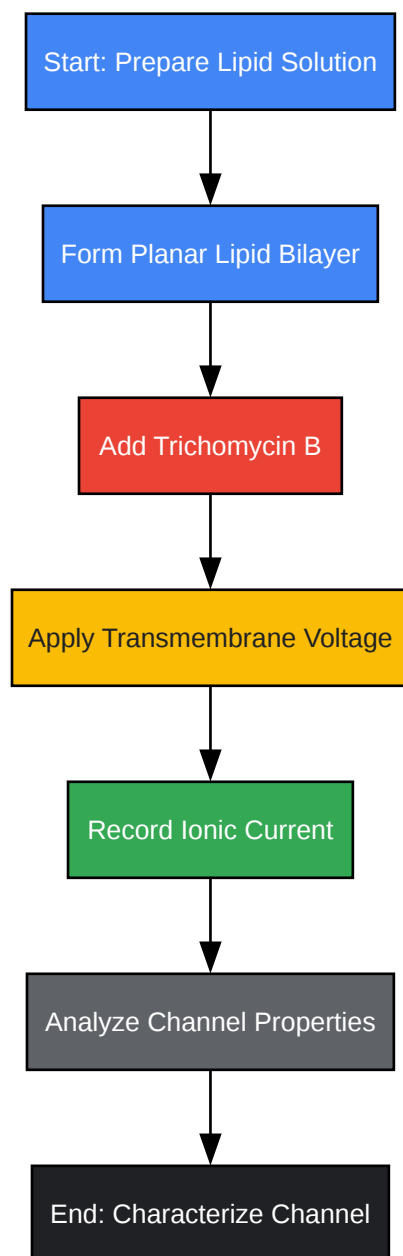 Start: Prepare Lipid Solution
Form Planar Lipid Bilayer
Add Trichomycin B
Apply Transmembrane Voltage
Record Ionic Current
Analyze Channel Properties
End: Characterize Channel